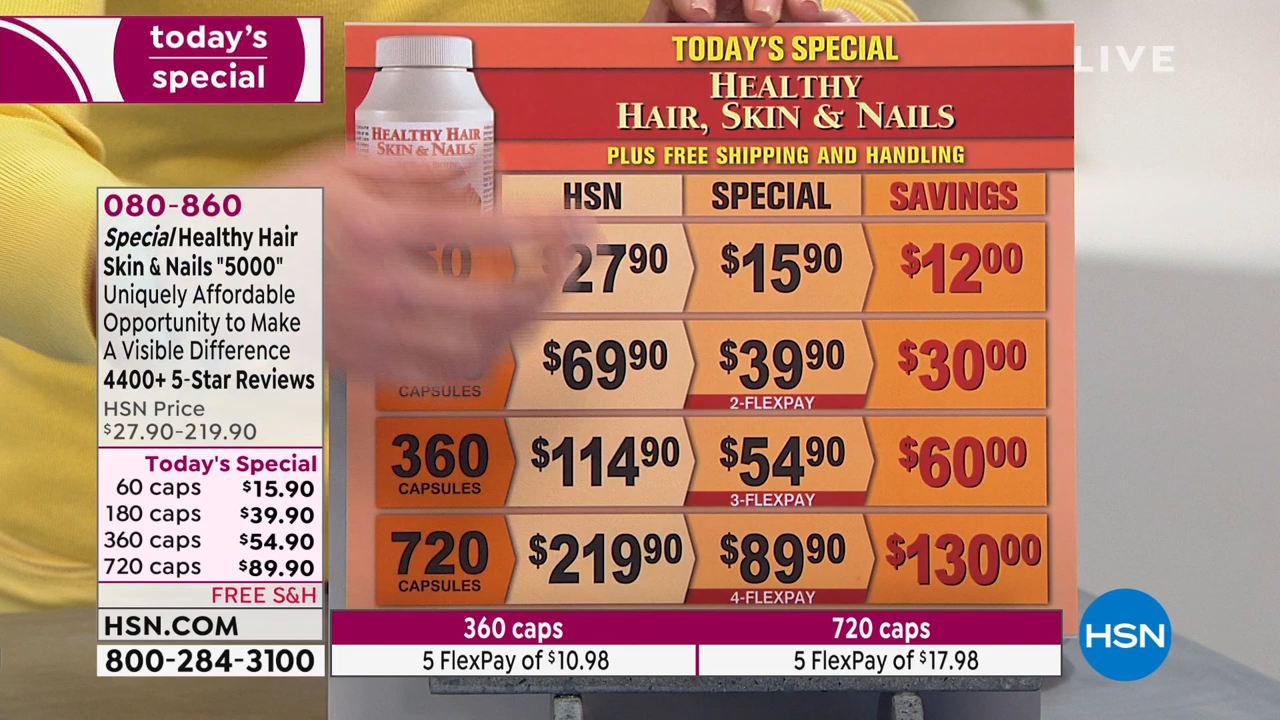 today's
special
LIVE
080-860
Special Healthy Hair
Skin & Nails "5000"
Uniquely Affordable
Opportunity to Make
A Visible Difference
4400+ 5-Star Reviews
HSN Price
$27.90-219.90
Today's Special
60 caps $15.90
180 caps $39.90
360 caps $54.90
720 caps $89.90
FREE S&H
HSN.COM
800-284-3100
TODAY'S SPECIAL
HEALTHY
HAIR, SKIN & NAILS
PLUS FREE SHIPPING AND HANDLING
HEALTHY HAIR
SKIN & NAILS
HSN SPECIAL SAVINGS
$27.90 $15.90 $12.00
$69.90 $39.90 $30.00
CAPSULES
2-FLEXPAY
360 $114.90 $54.90 $60.00
CAPSULES
3-FLEXPAY
720 $219.90 $89.90 $130.00
CAPSULES
4-FLEXPAY
360 caps 720 caps
5 FlexPay of $10.98 5 FlexPay of $17.98
HSN